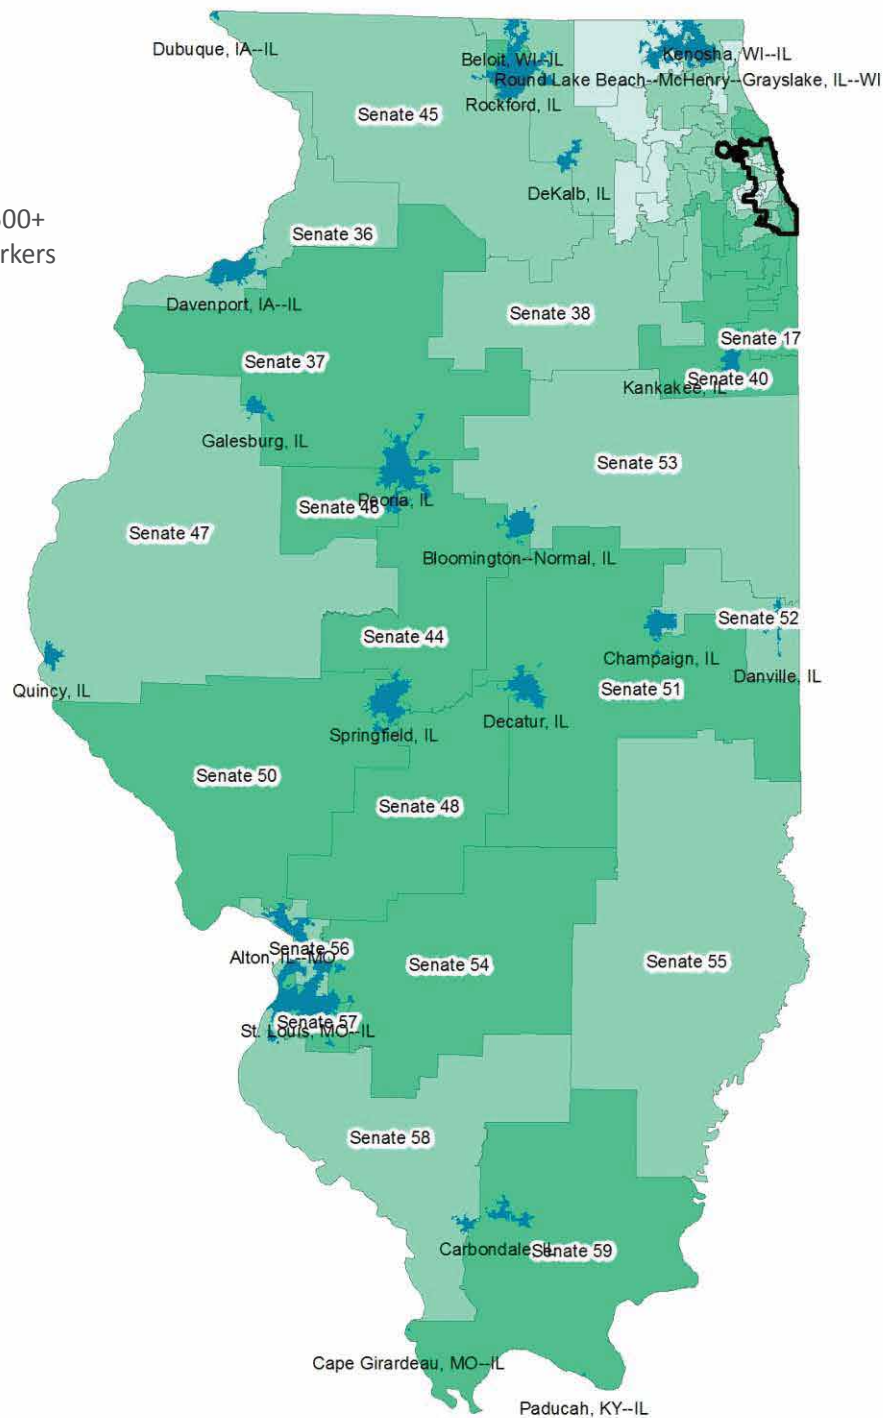 Dubuque, IA--IL
Beloit, WI--IL
Kenosha, WI--IL
Round Lake Beach--McHenry--Grayslake, IL--WI
Rockford, IL
Senate 45
DeKalb, IL
00+
rkers
Senate 36
Davenport, IA--IL
Senate 38
Senate 17
Senate 37
Senate 40
Kankakee, IL
Galesburg, IL
Senate 53
Peoria, IL
Senate 46
Senate 47
Bloomington--Normal, IL
Senate 52
Senate 44
Champaign, IL
Danville, IL
Quincy, IL
Senate 51
Springfield, IL
Decatur, IL
Senate 50
Senate 48
Senate 56
Alton, IL--MO
Senate 54
Senate 55
Senate 57
St. Louis, MO--IL
Senate 58
Carbondale, IL
Senate 59
Cape Girardeau, MO--IL
Paducah, KY--IL